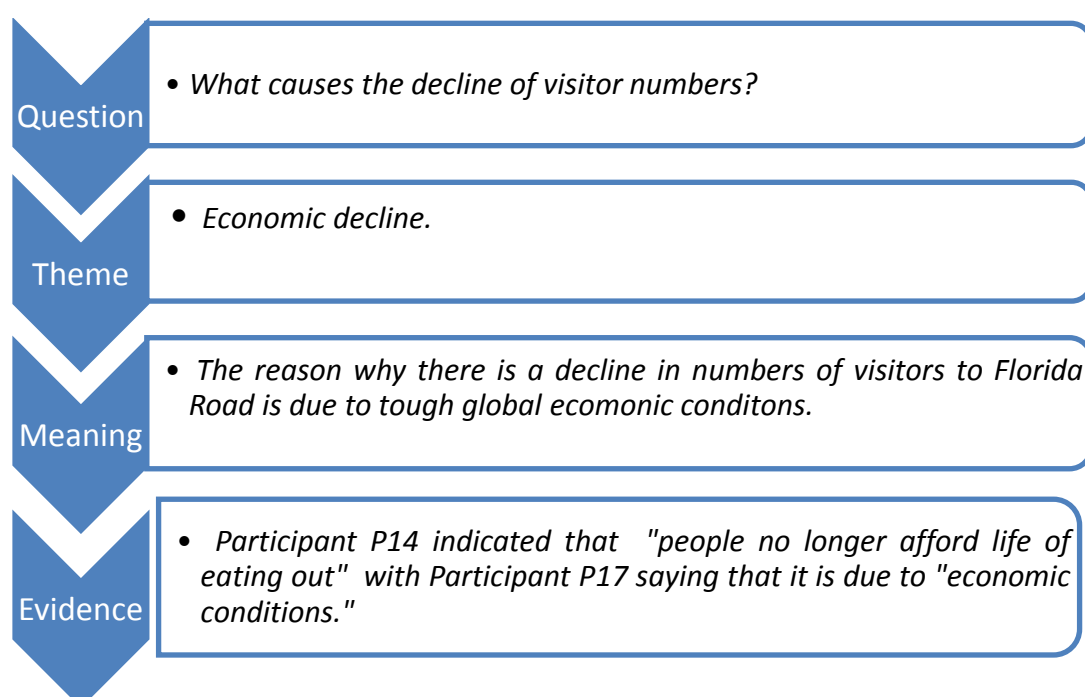 Question
• What causes the decline of visitor numbers?
Theme
• Economic decline.
Meaning
• The reason why there is a decline in numbers of visitors to Florida
Road is due to tough global ecomonic conditons.
Evidence
• Participant P14 indicated that "people no longer afford life of
eating out" with Participant P17 saying that it is due to "economic
conditions."